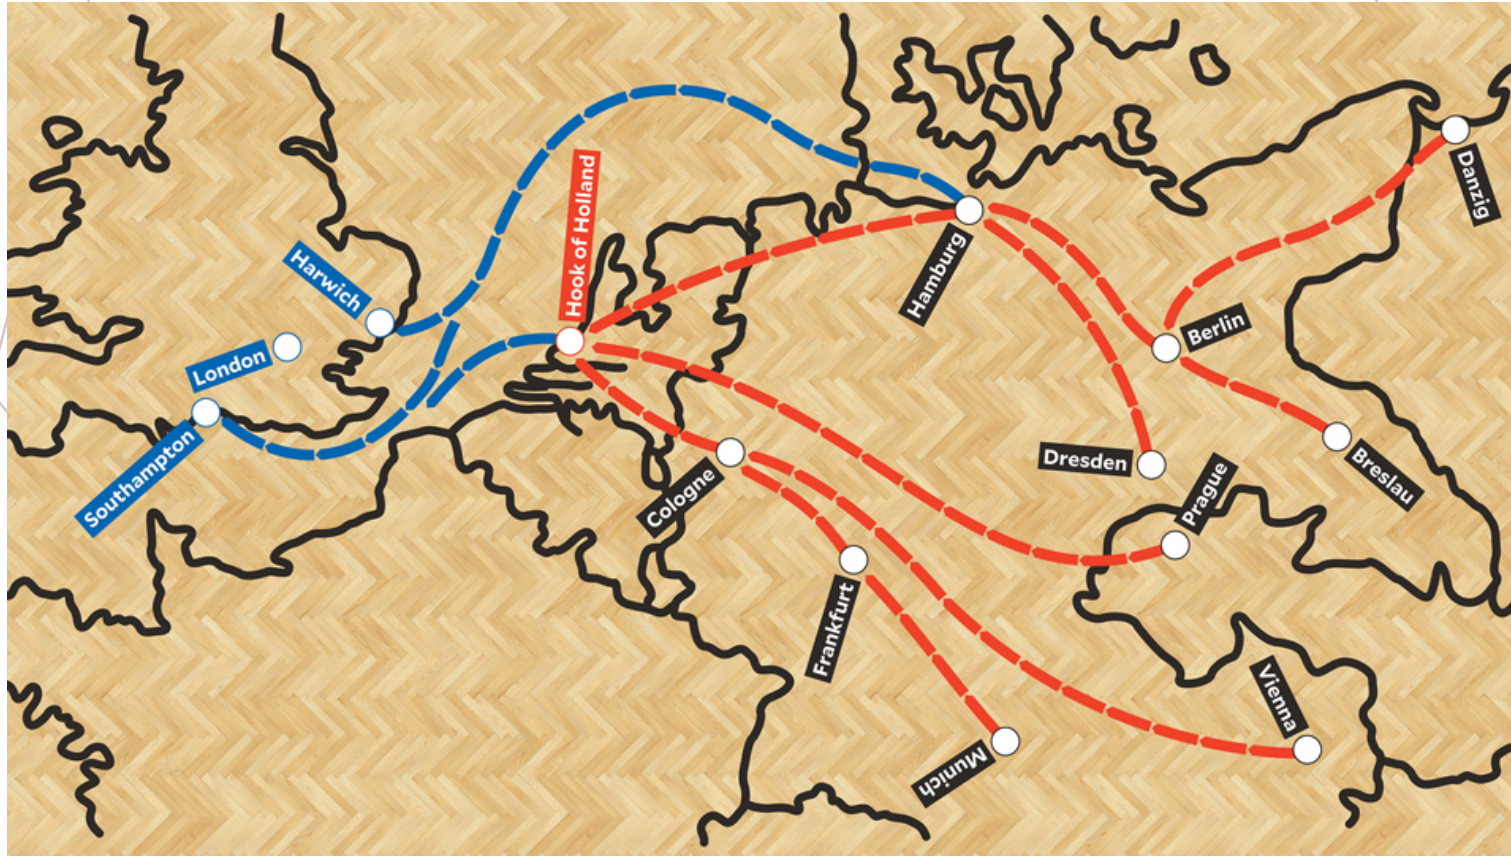 Hook of Holland
Harwich
London
Southampton
Hamburg
Danzig
Berlin
Breslau
Dresden
Prague
Cologne
Frankfurt
Vienna
Munich